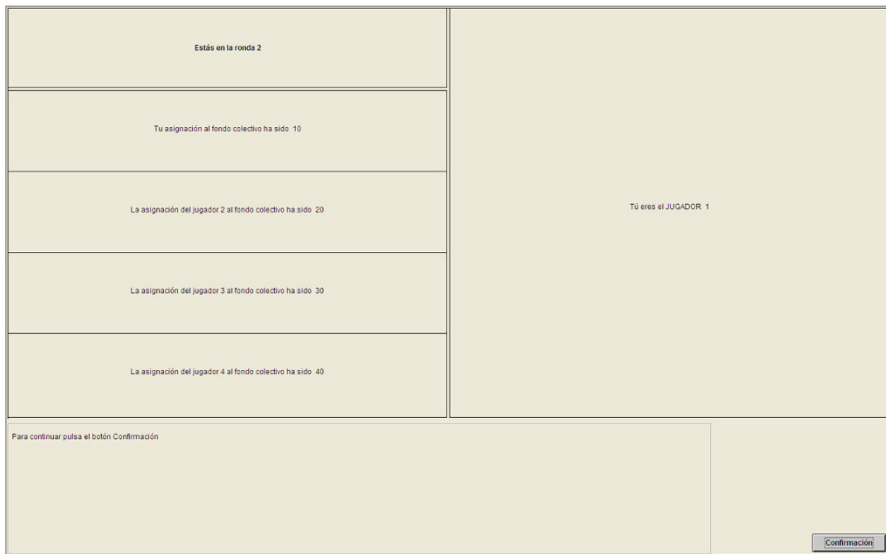 Estás en la ronda 2
Tu asignación al fondo colectivo ha sido 10
La asignación del jugador 2 al fondo colectivo ha sido 20
La asignación del jugador 3 al fondo colectivo ha sido 30
La asignación del jugador 4 al fondo colectivo ha sido 40
Tú eres el JUGADOR 1
Para continuar pulsa el botón Confirmación
Confirmación